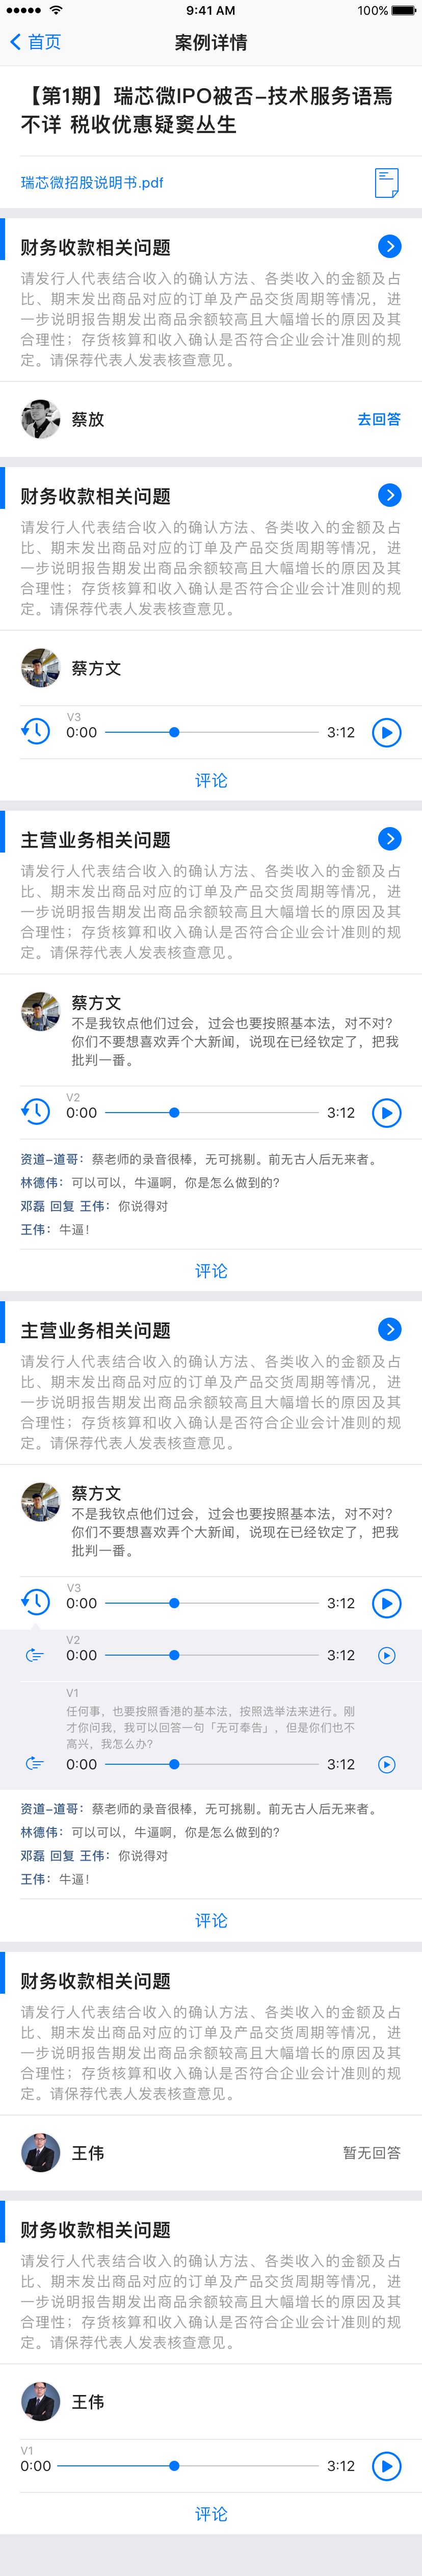 9:41 AM
100%
首页
案例详情
【第1期】瑞芯微IPO被否–技术服务语焉
不详 税收优惠疑窦丛生
瑞芯微招股说明书.pdf
财务收款相关问题
请发行人代表结合收入的确认方法、各类收入的金额及占
比、期末发出商品对应的订单及产品交货周期等情况，进
一步说明报告期发出商品余额较高且大幅增长的原因及其
合理性；存货核算和收入确认是否符合企业会计准则的规
定。请保荐代表人发表核查意见。
蔡放
去回答
财务收款相关问题
请发行人代表结合收入的确认方法、各类收入的金额及占
比、期末发出商品对应的订单及产品交货周期等情况，进
一步说明报告期发出商品余额较高且大幅增长的原因及其
合理性；存货核算和收入确认是否符合企业会计准则的规
定。请保荐代表人发表核查意见。
蔡方文
V3
0:00
3:12
评论
主营业务相关问题
请发行人代表结合收入的确认方法、各类收入的金额及占
比、期末发出商品对应的订单及产品交货周期等情况，进
一步说明报告期发出商品余额较高且大幅增长的原因及其
合理性；存货核算和收入确认是否符合企业会计准则的规
定。请保荐代表人发表核查意见。
蔡方文
不是我钦点他们过会，过会也要按照基本法，对不对？
你们不要想喜欢弄个大新闻，说现在已经钦定了，把我
批判一番。
V2
0:00
3:12
资道–道哥：蔡老师的录音很棒，无可挑剔。前无古人后无来者。
林德伟：可以可以，牛逼啊，你是怎么做到的？
邓磊 回复 王伟：你说得对
王伟：牛逼！
评论
主营业务相关问题
请发行人代表结合收入的确认方法、各类收入的金额及占
比、期末发出商品对应的订单及产品交货周期等情况，进
一步说明报告期发出商品余额较高且大幅增长的原因及其
合理性；存货核算和收入确认是否符合企业会计准则的规
定。请保荐代表人发表核查意见。
蔡方文
不是我钦点他们过会，过会也要按照基本法，对不对？
你们不要想喜欢弄个大新闻，说现在已经钦定了，把我
批判一番。
V3
0:00
3:12
V2
0:00
3:12
V1
任何事，也要按照香港的基本法，按照选举法来进行。刚
才你问我，我可以回答一句「无可奉告」，但是你们也不
高兴，我怎么办？
0:00
3:12
资道–道哥：蔡老师的录音很棒，无可挑剔。前无古人后无来者。
林德伟：可以可以，牛逼啊，你是怎么做到的？
邓磊 回复 王伟：你说得对
王伟：牛逼！
评论
财务收款相关问题
请发行人代表结合收入的确认方法、各类收入的金额及占
比、期末发出商品对应的订单及产品交货周期等情况，进
一步说明报告期发出商品余额较高且大幅增长的原因及其
合理性；存货核算和收入确认是否符合企业会计准则的规
定。请保荐代表人发表核查意见。
王伟
暂无回答
财务收款相关问题
请发行人代表结合收入的确认方法、各类收入的金额及占
比、期末发出商品对应的订单及产品交货周期等情况，进
一步说明报告期发出商品余额较高且大幅增长的原因及其
合理性；存货核算和收入确认是否符合企业会计准则的规
定。请保荐代表人发表核查意见。
王伟
V1
0:00
3:12
评论